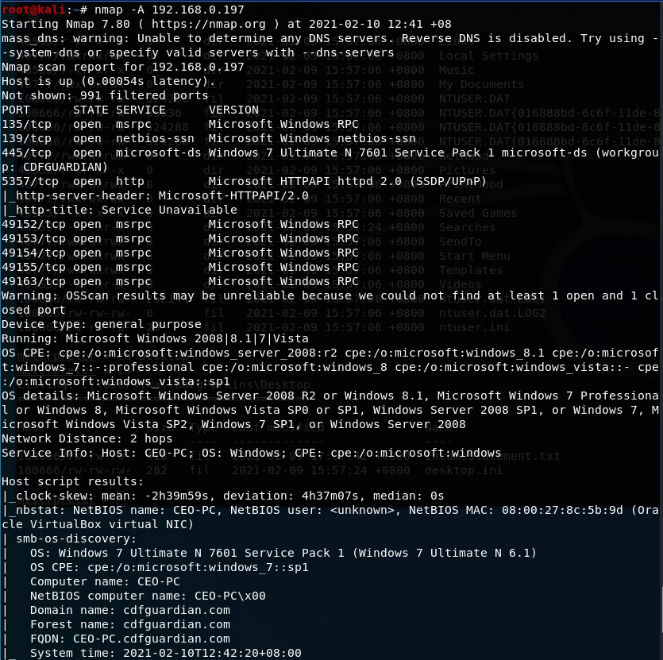 root@kali:~# nmap -A 192.168.0.197
Starting Nmap 7.80 ( https://nmap.org ) at 2021-02-10 12:41 +08
mass_dns: warning: Unable to determine any DNS servers. Reverse DNS is disabled. Try using -
-system-dns or specify valid servers with --dns-servers
Nmap scan report for 192.168.0.197
Host is up (0.00054s latency).
Not shown: 991 filtered ports
PORT      STATE SERVICE      VERSION
135/tcp   open  msrpc        Microsoft Windows RPC
139/tcp   open  netbios-ssn  Microsoft Windows netbios-ssn
445/tcp   open  microsoft-ds Windows 7 Ultimate N 7601 Service Pack 1 microsoft-ds (workgrou
p: CDFGUARDIAN)
5357/tcp  open  http         Microsoft HTTPAPI httpd 2.0 (SSDP/UPnP)
|_http-server-header: Microsoft-HTTPAPI/2.0
|_http-title: Service Unavailable
49152/tcp open  msrpc        Microsoft Windows RPC
49153/tcp open  msrpc        Microsoft Windows RPC
49154/tcp open  msrpc        Microsoft Windows RPC
49155/tcp open  msrpc        Microsoft Windows RPC
49163/tcp open  msrpc        Microsoft Windows RPC
Warning: OSScan results may be unreliable because we could not find at least 1 open and 1 cl
osed port
Device type: general purpose
Running: Microsoft Windows 2008|8.1|7|Vista
OS CPE: cpe:/o:microsoft:windows_server_2008:r2 cpe:/o:microsoft:windows_8.1 cpe:/o:microsof
t:windows_7::-:professional cpe:/o:microsoft:windows_8 cpe:/o:microsoft:windows_vista::- cpe
:/o:microsoft:windows_vista::sp1
OS details: Microsoft Windows Server 2008 R2 or Windows 8.1, Microsoft Windows 7 Professiona
l or Windows 8, Microsoft Windows Vista SP0 or SP1, Windows Server 2008 SP1, or Windows 7, M
icrosoft Windows Vista SP2, Windows 7 SP1, or Windows Server 2008
Network Distance: 2 hops
Service Info: Host: CEO-PC; OS: Windows; CPE: cpe:/o:microsoft:windows

Host script results:
|_clock-skew: mean: -2h39m59s, deviation: 4h37m07s, median: 0s
|_nbstat: NetBIOS name: CEO-PC, NetBIOS user: <unknown>, NetBIOS MAC: 08:00:27:8c:5b:9d (Ora
cle VirtualBox virtual NIC)
| smb-os-discovery:
|   OS: Windows 7 Ultimate N 7601 Service Pack 1 (Windows 7 Ultimate N 6.1)
|   OS CPE: cpe:/o:microsoft:windows_7::sp1
|   Computer name: CEO-PC
|   NetBIOS computer name: CEO-PC\x00
|   Domain name: cdfguardian.com
|   Forest name: cdfguardian.com
|   FQDN: CEO-PC.cdfguardian.com
|_  System time: 2021-02-10T12:42:20+08:00